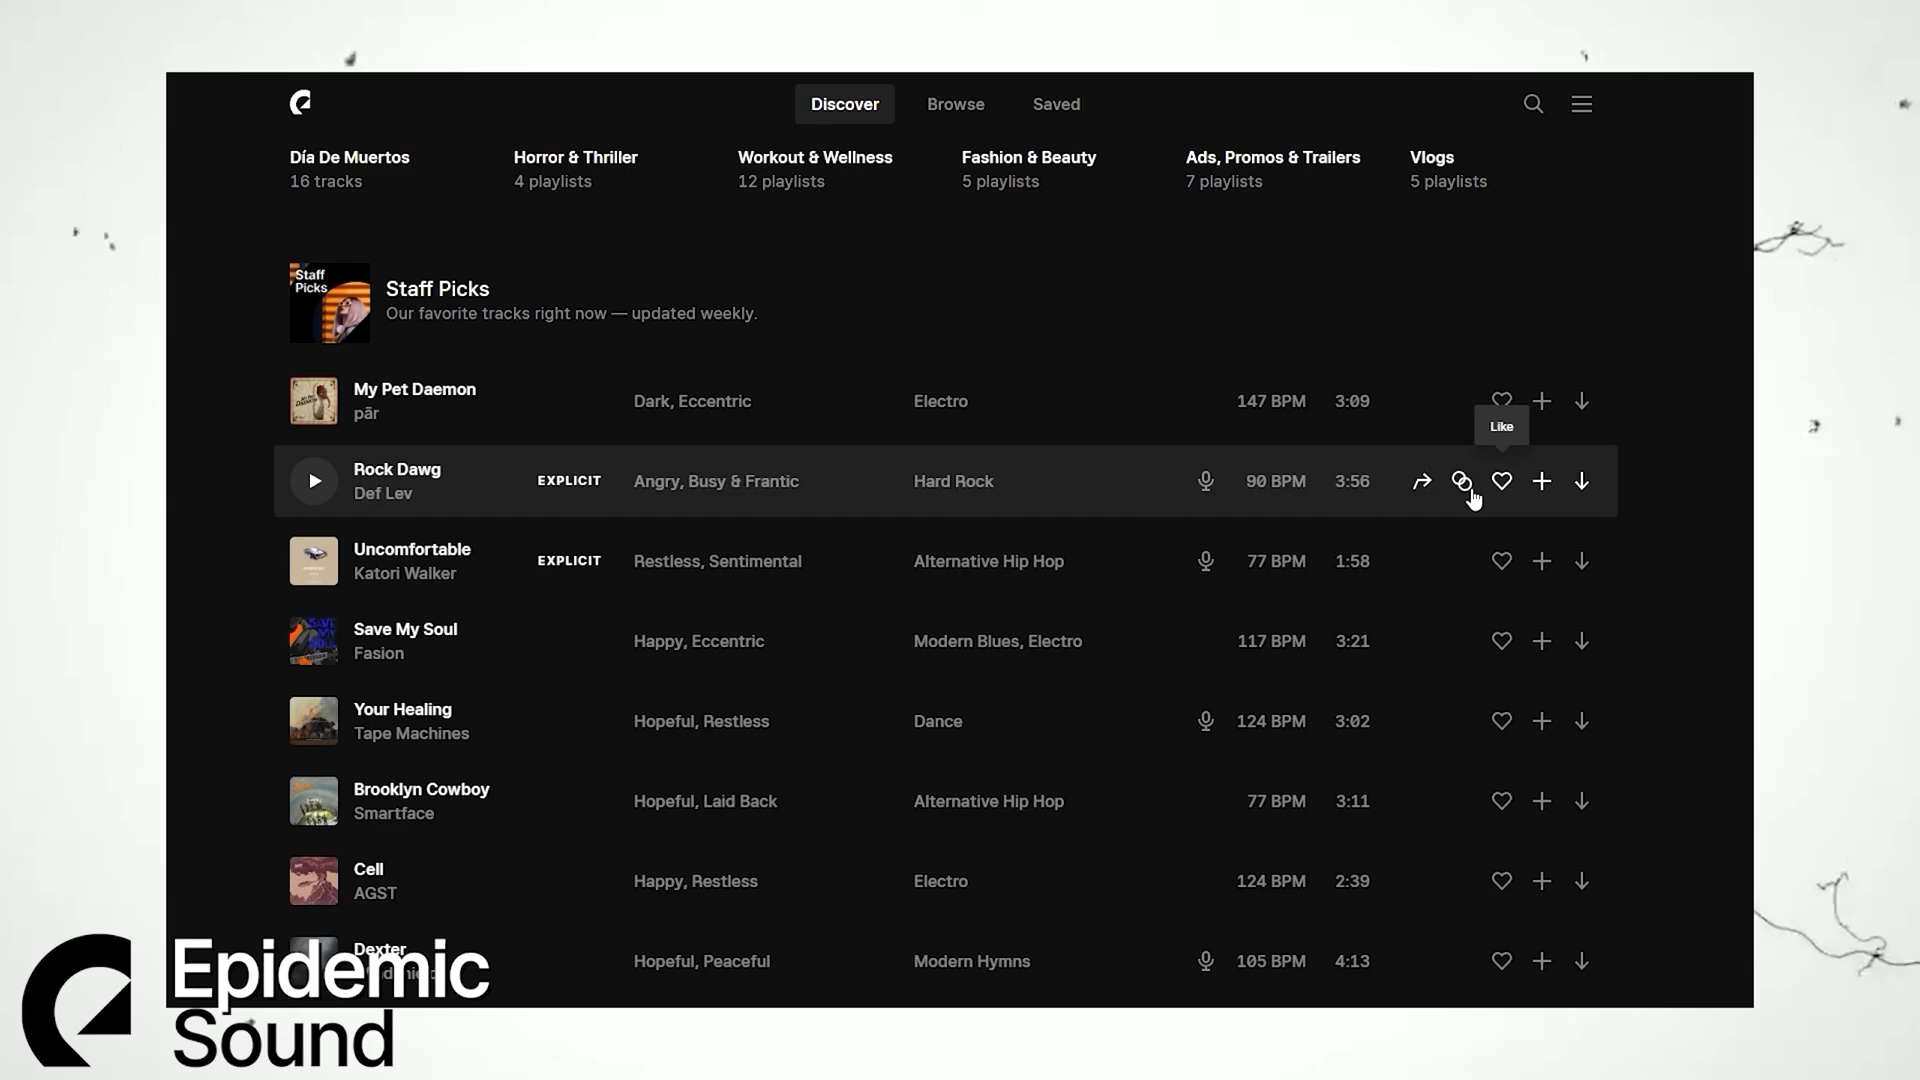 Discover Browse Saved
Día De Muertos Horror & Thriller Workout & Wellness Fashion & Beauty Ads, Promos & Trailers Vlogs
16 tracks 4 playlists 12 playlists 5 playlists 7 playlists 5 playlists
Staff
Picks
Staff Picks
Our favorite tracks right now — updated weekly.
My Pet Daemon
pār
Dark, Eccentric Electro 147 BPM 3:09
Like
Rock Dawg
Def Lev
EXPLICIT Angry, Busy & Frantic Hard Rock 90 BPM 3:56
Uncomfortable
Katori Walker
EXPLICIT Restless, Sentimental Alternative Hip Hop 77 BPM 1:58
Save My Soul
Fasion
Happy, Eccentric Modern Blues, Electro 117 BPM 3:21
Your Healing
Tape Machines
Hopeful, Restless Dance 124 BPM 3:02
Brooklyn Cowboy
Smartface
Hopeful, Laid Back Alternative Hip Hop 77 BPM 3:11
Cell
AGST
Happy, Restless Electro 124 BPM 2:39
Dexter
Hopeful, Peaceful Modern Hymns 105 BPM 4:13
Epidemic
Sound